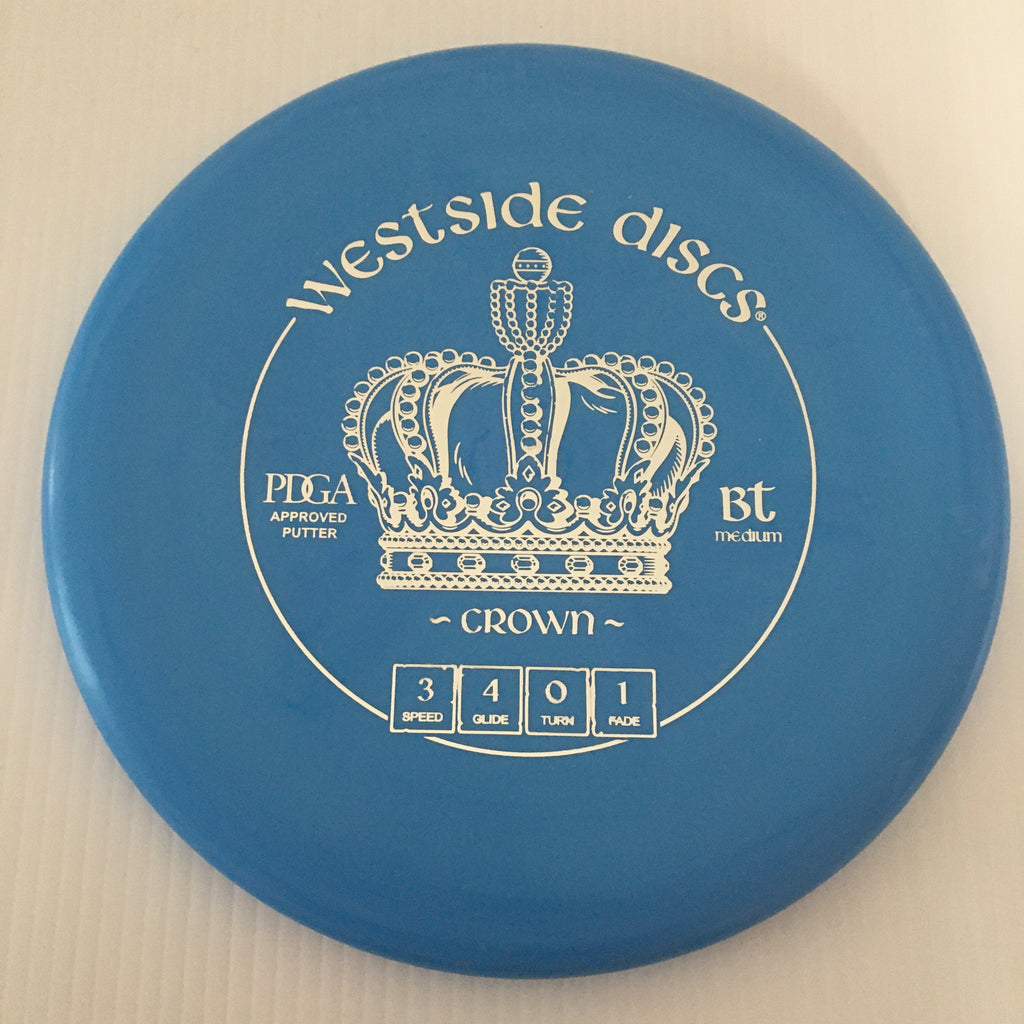 Westside discs®
PDGA
APPROVED
PUTTER
BT
medium
~ CROWN ~
3 4 0 1
SPEED GLIDE TURN FADE